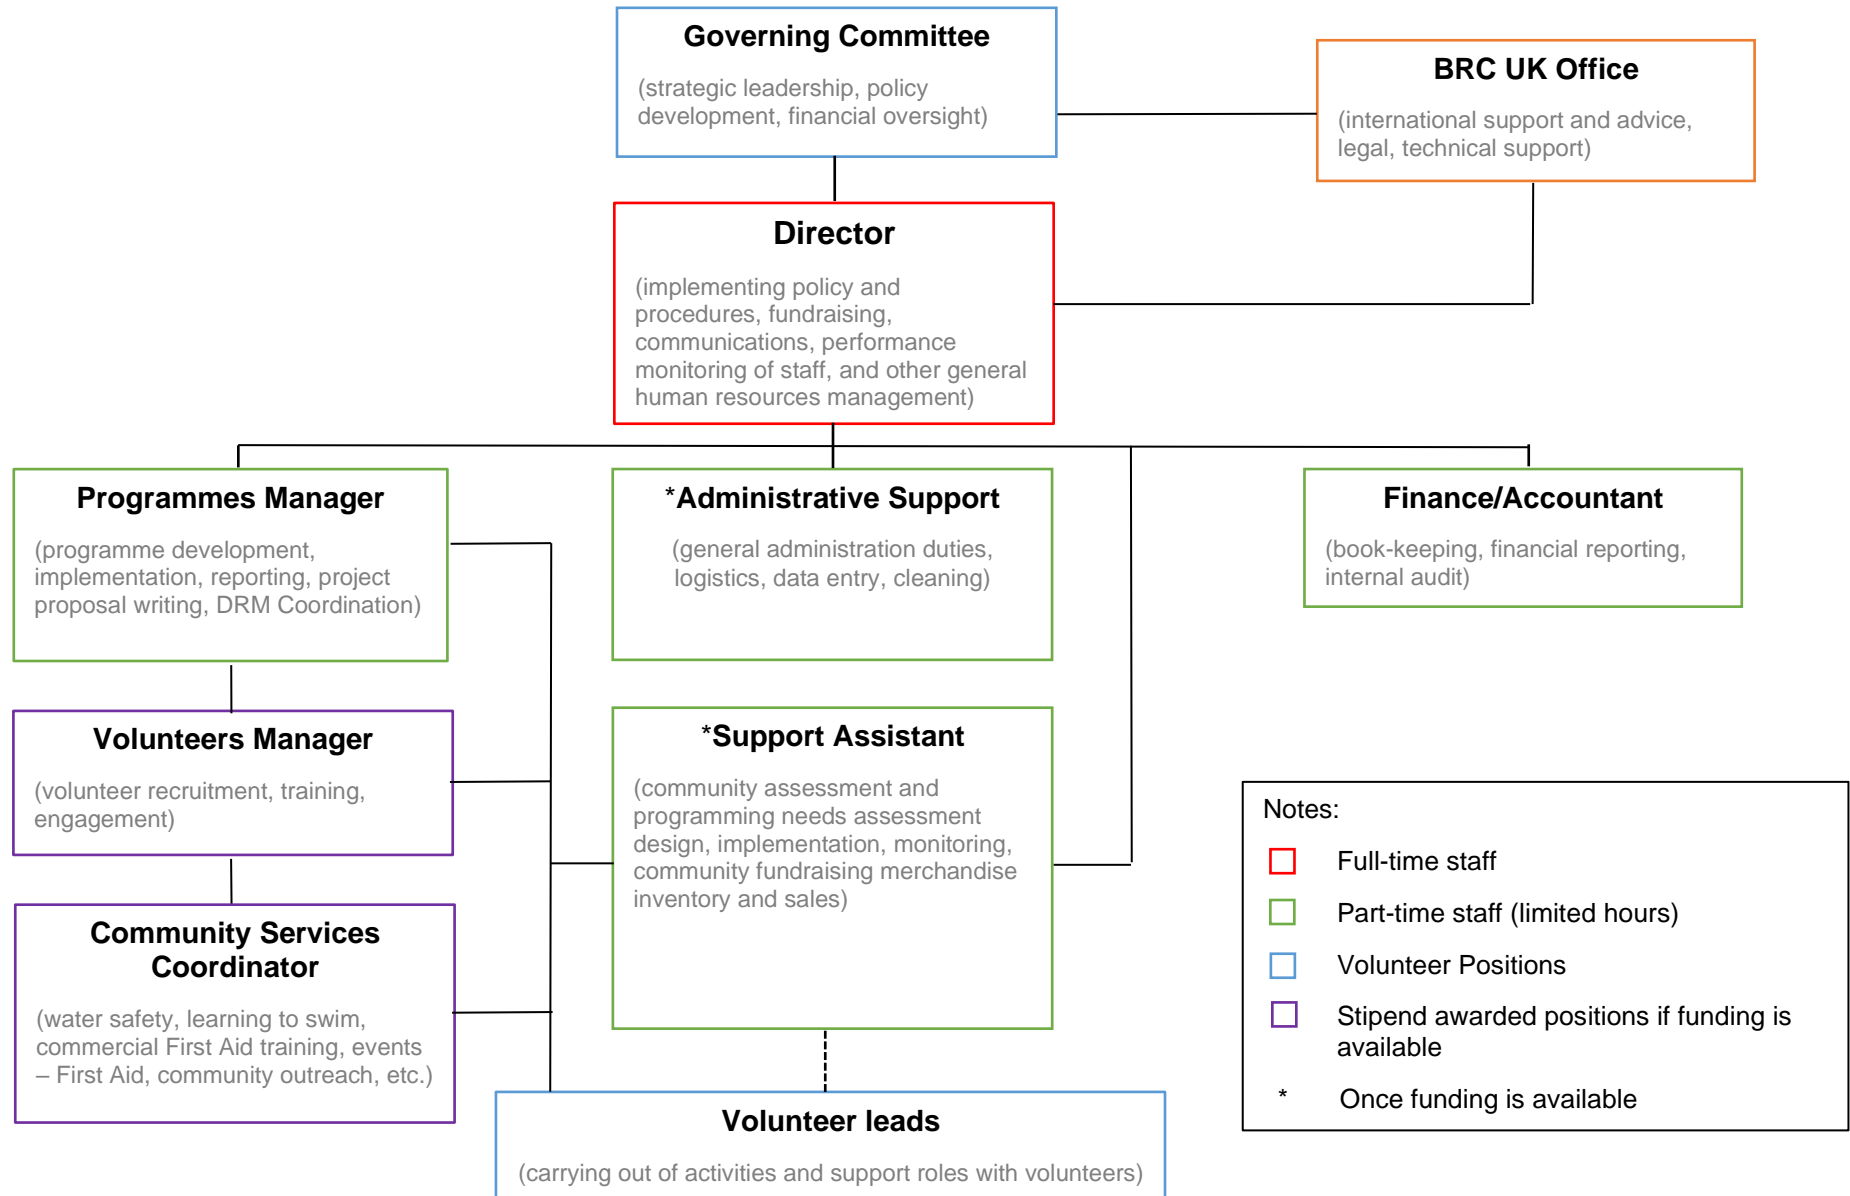 Governing Committee
(strategic leadership, policy
development, financial oversight)
BRC UK Office
(international support and advice,
legal, technical support)
Director
(implementing policy and
procedures, fundraising,
communications, performance
monitoring of staff, and other general
human resources management)
Programmes Manager
(programme development,
implementation, reporting, project
proposal writing, DRM Coordination)
*Administrative Support
(general administration duties,
logistics, data entry, cleaning)
Finance/Accountant
(book-keeping, financial reporting,
internal audit)
Volunteers Manager
(volunteer recruitment, training,
engagement)
*Support Assistant
(community assessment and
programming needs assessment
design, implementation, monitoring,
community fundraising merchandise
inventory and sales)
Community Services
Coordinator
(water safety, learning to swim,
commercial First Aid training, events
– First Aid, community outreach, etc.)
Volunteer leads
(carrying out of activities and support roles with volunteers)
Notes:
Full-time staff
Part-time staff (limited hours)
Volunteer Positions
Stipend awarded positions if funding is
available
* Once funding is available